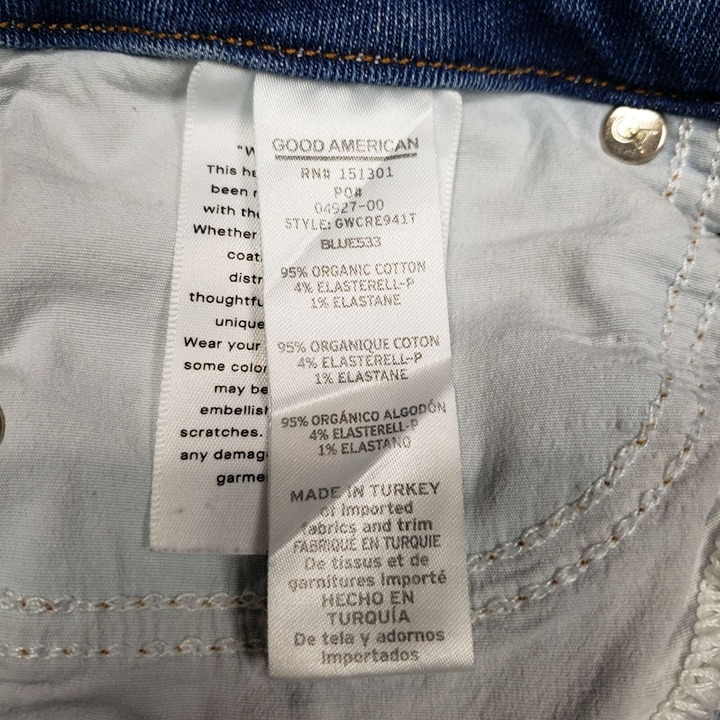 "W
This he
been
with the
Whether
coat
distr
thoughtfu
unique
Wear your
some color
may be
embellish
scratches.
any damag
garme
GOOD AMERICAN
RN# 151301
PO#
04927-00
STYLE: GWCRE941T
BLUE533
95% ORGANIC COTTON
4% ELASTERELL-P
1% ELASTANE
95% ORGANIQUE COTON
4% ELASTERELL-P
1% ELASTANE
95% ORGÁNICO ALGODÓN
4% ELASTERELL-P
1% ELASTANO
MADE IN TURKEY
of Imported
fabrics and trim
FABRIQUÉ EN TURQUIE
De tissus et de
garnitures Importé
HECHO EN
TURQUÍA
De tela y adornos
Importados